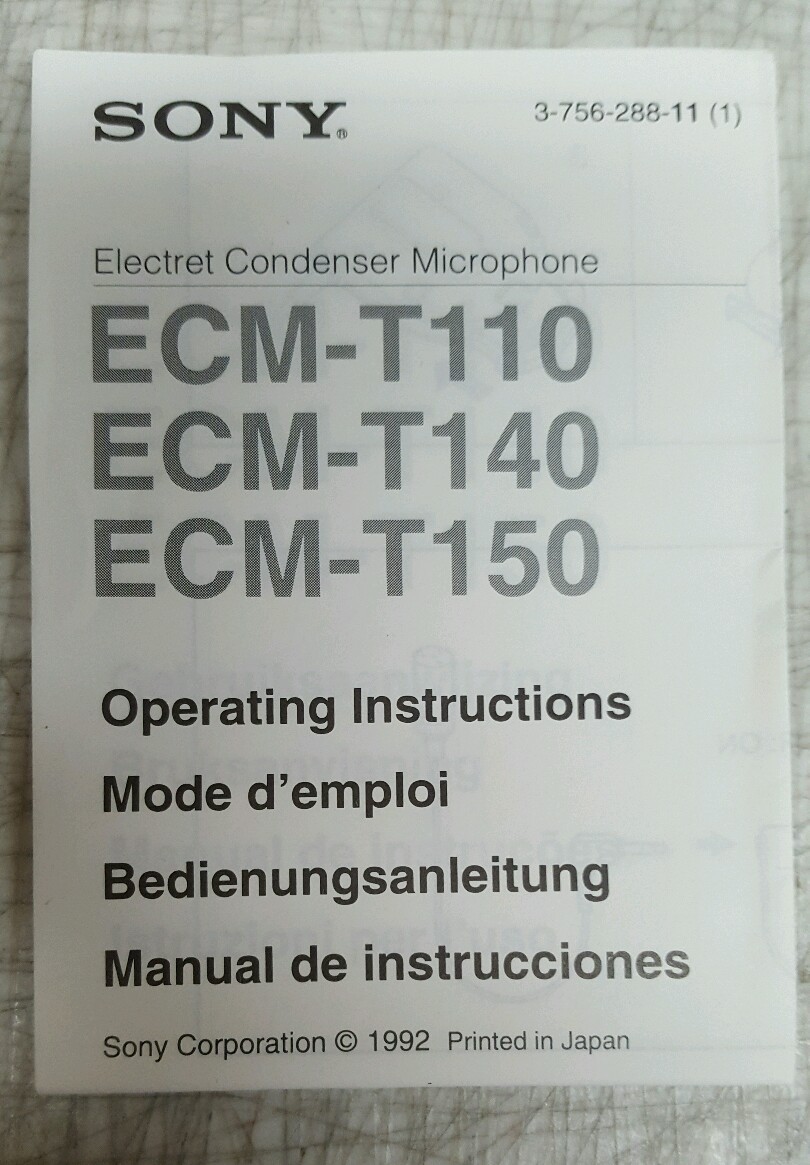 SONY®
3-756-288-11 (1)
Electret Condenser Microphone
ECM-T110
ECM-T140
ECM-T150
Operating Instructions
Mode d'emploi
Bedienungsanleitung
Manual de instrucciones
Sony Corporation © 1992 Printed in Japan